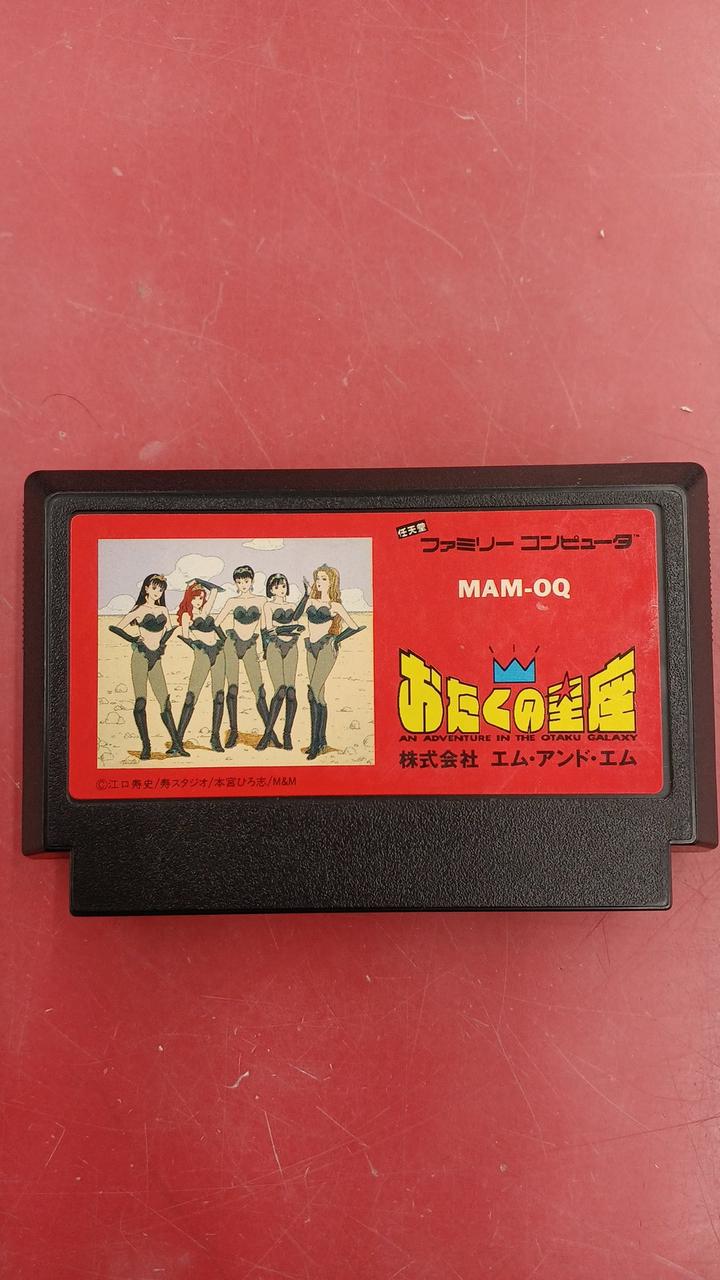 任天堂
ファミリー コンピュータ™
MAM-OQ
おたくの星座
AN ADVENTURE IN THE OTAKU GALAXY
株式会社 エム・アンド・エム
©江口寿史/寿スタジオ/本宮ひろ志/M&M